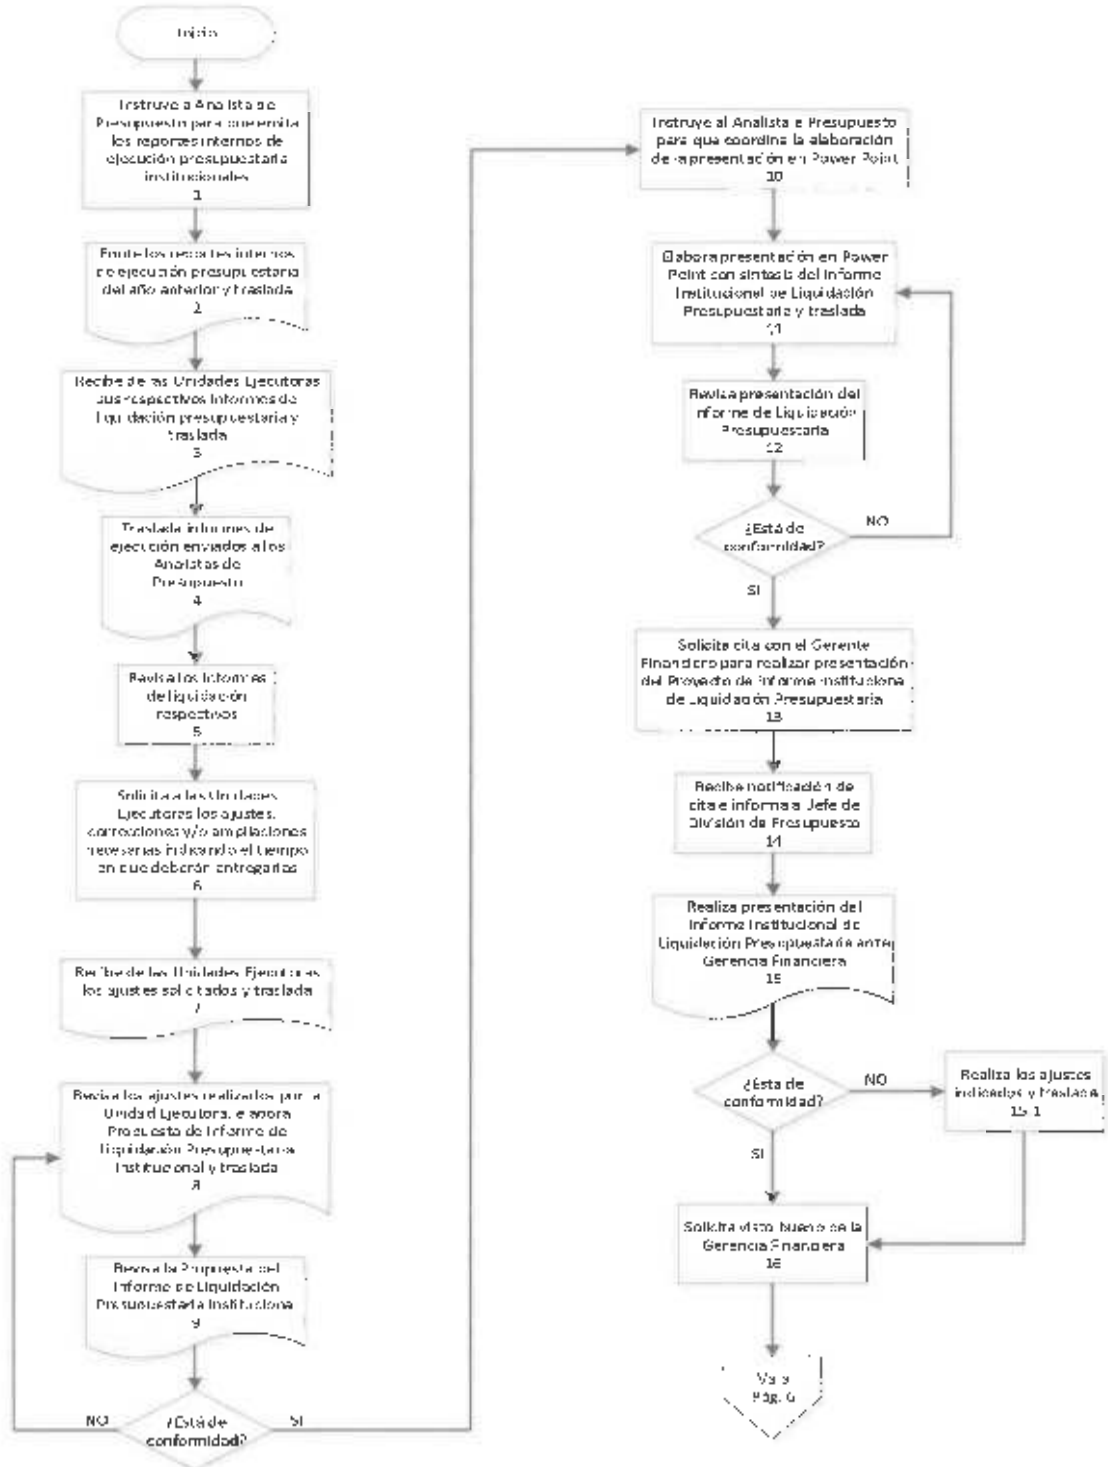 Inicio
Instruye a Analista de
Presupuesto para que emita
los reportes internos de
ejecución presupuestaria
institucionales
1
Emite los reportes internos
de ejecución presupuestaria
del año anterior y traslada
2
Recibe de las Unidades Ejecutoras
sus respectivos informes de
liquidación presupuestaria y
traslada
3
Traslada informes de
ejecución enviados a los
Analistas de
Presupuesto
4
Revisa los informes
de liquidación
respectivos
5
Solicita a las Unidades
Ejecutoras los ajustes,
correcciones y/o ampliaciones
necesarias indicando el tiempo
en que deberán entregarlas
6
Recibe de las Unidades Ejecutoras
los ajustes solicitados y traslada
7
Revisa los ajustes realizados por la
Unidad Ejecutora, elabora
Propuesta de Informe de
Liquidación Presupuestaria
Institucional y traslada
8
Revisa la Propuesta del
Informe de Liquidación
Presupuestaria Institucional
9
¿Está de
conformidad?
NO
SI
Instruye al Analista e Presupuesto
para que coordina la elaboración
de la presentación en Power Point
10
Elabora presentación en Power
Point con síntesis del Informe
Institucional de Liquidación
Presupuestaria y traslada
11
Revisa presentación del
Informe de Liquidación
Presupuestaria
12
¿Está de
conformidad?
NO
SI
Solicita cita con el Gerente
Financiero para realizar presentación
del Proyecto de Informe Institucional
de Liquidación Presupuestaria
13
Recibe notificación de
cita e informa a Jefe de
División de Presupuesto
14
Realiza presentación del
Informe Institucional de
Liquidación Presupuestaria ante
Gerencia Financiera
15
¿Está de
conformidad?
NO
SI
Realiza los ajustes
indicados y traslada
15.1
Solicita visto bueno de la
Gerencia Financiera
16
Va a
Pág. 6